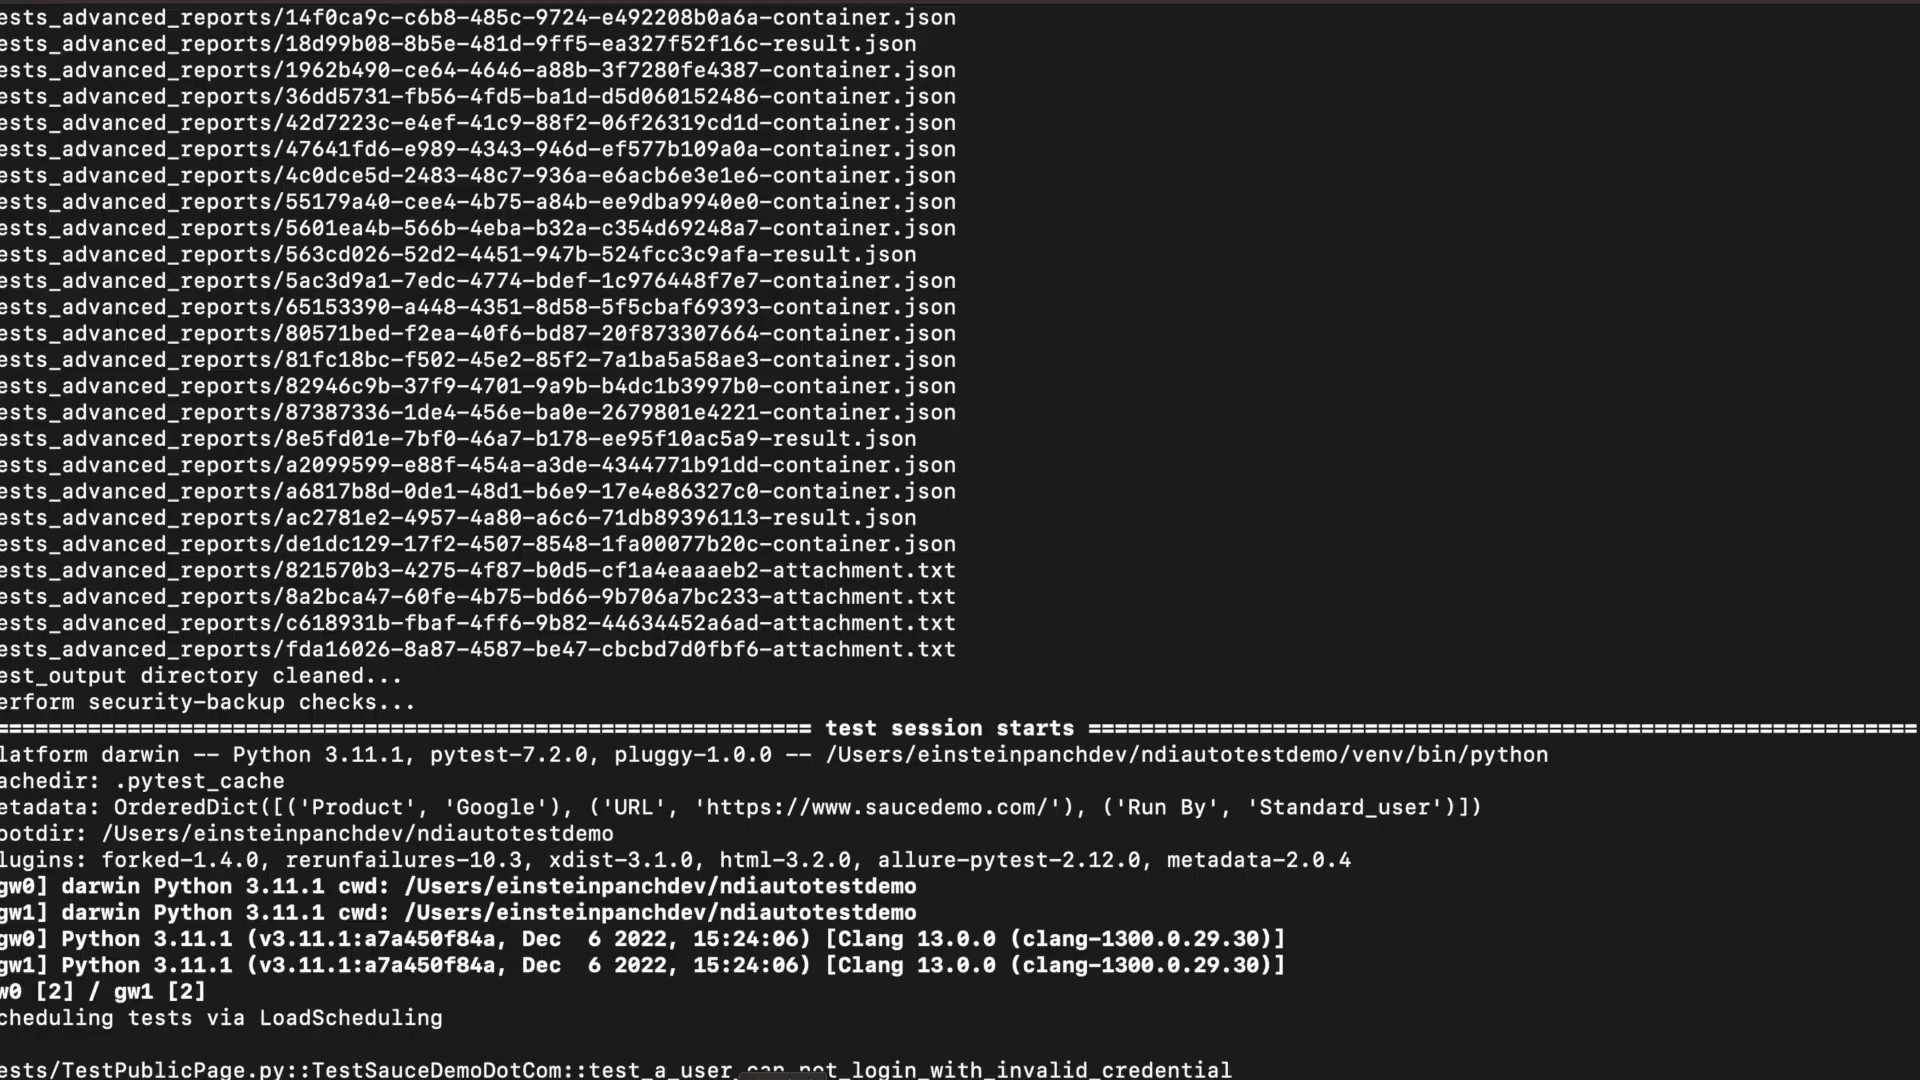 ests_advanced_reports/14f0ca9c-c6b8-485c-9724-e492208b0a6a-container.json
ests_advanced_reports/18d99b08-8b5e-481d-9ff5-ea327f52f16c-result.json
ests_advanced_reports/1962b490-ce64-4646-a88b-3f7280fe4387-container.json
ests_advanced_reports/36dd5731-fb56-4fd5-ba1d-d5d060152486-container.json
ests_advanced_reports/42d7223c-e4ef-41c9-88f2-06f26319cd1d-container.json
ests_advanced_reports/47641fd6-e989-4343-946d-ef577b109a0a-container.json
ests_advanced_reports/4c0dce5d-2483-48c7-936a-e6acb6e3e1e6-container.json
ests_advanced_reports/55179a40-cee4-4b75-a84b-ee9dba9940e0-container.json
ests_advanced_reports/5601ea4b-566b-4eba-b32a-c354d69248a7-container.json
ests_advanced_reports/563cd026-52d2-4451-947b-524fcc3c9afa-result.json
ests_advanced_reports/5ac3d9a1-7edc-4774-bdef-1c976448f7e7-container.json
ests_advanced_reports/65153390-a448-4351-8d58-5f5cbaf69393-container.json
ests_advanced_reports/80571bed-f2ea-40f6-bd87-20f873307664-container.json
ests_advanced_reports/81fc18bc-f502-45e2-85f2-7a1ba5a58ae3-container.json
ests_advanced_reports/82946c9b-37f9-4701-9a9b-b4dc1b3997b0-container.json
ests_advanced_reports/87387336-1de4-456e-ba0e-2679801e4221-container.json
ests_advanced_reports/8e5fd01e-7bf0-46a7-b178-ee95f10ac5a9-result.json
ests_advanced_reports/a2099599-e88f-454a-a3de-4344771b91dd-container.json
ests_advanced_reports/a6817b8d-0de1-48d1-b6e9-17e4e86327c0-container.json
ests_advanced_reports/ac2781e2-4957-4a80-a6c6-71db89396113-result.json
ests_advanced_reports/de1dc129-17f2-4507-8548-1fa00077b20c-container.json
ests_advanced_reports/821570b3-4275-4f87-b0d5-cf1a4eaaaeb2-attachment.txt
ests_advanced_reports/8a2bca47-60fe-4b75-bd66-9b706a7bc233-attachment.txt
ests_advanced_reports/c618931b-fbaf-4ff6-9b82-44634452a6ad-attachment.txt
ests_advanced_reports/fda16026-8a87-4587-be47-cbcbd7d0fbf6-attachment.txt
est_output directory cleaned...
erform security-backup checks...
============================================================== test session starts ===============================================================
latform darwin -- Python 3.11.1, pytest-7.2.0, pluggy-1.0.0 -- /Users/einsteinpanchdev/ndiautotestdemo/venv/bin/python
achedir: .pytest_cache
etadata: OrderedDict([('Product', 'Google'), ('URL', 'https://www.saucedemo.com/'), ('Run By', 'Standard_user')])
ootdir: /Users/einsteinpanchdev/ndiautotestdemo
lugins: forked-1.4.0, rerunfailures-10.3, xdist-3.1.0, html-3.2.0, allure-pytest-2.12.0, metadata-2.0.4
gw0] darwin Python 3.11.1 cwd: /Users/einsteinpanchdev/ndiautotestdemo
gw1] darwin Python 3.11.1 cwd: /Users/einsteinpanchdev/ndiautotestdemo
gw0] Python 3.11.1 (v3.11.1:a7a450f84a, Dec  6 2022, 15:24:06) [Clang 13.0.0 (clang-1300.0.29.30)]
gw1] Python 3.11.1 (v3.11.1:a7a450f84a, Dec  6 2022, 15:24:06) [Clang 13.0.0 (clang-1300.0.29.30)]
w0 [2] / gw1 [2]
cheduling tests via LoadScheduling
ests/TestPublicPage.py::TestSauceDemoDotCom::test_a_user_can_not_login_with_invalid_credential